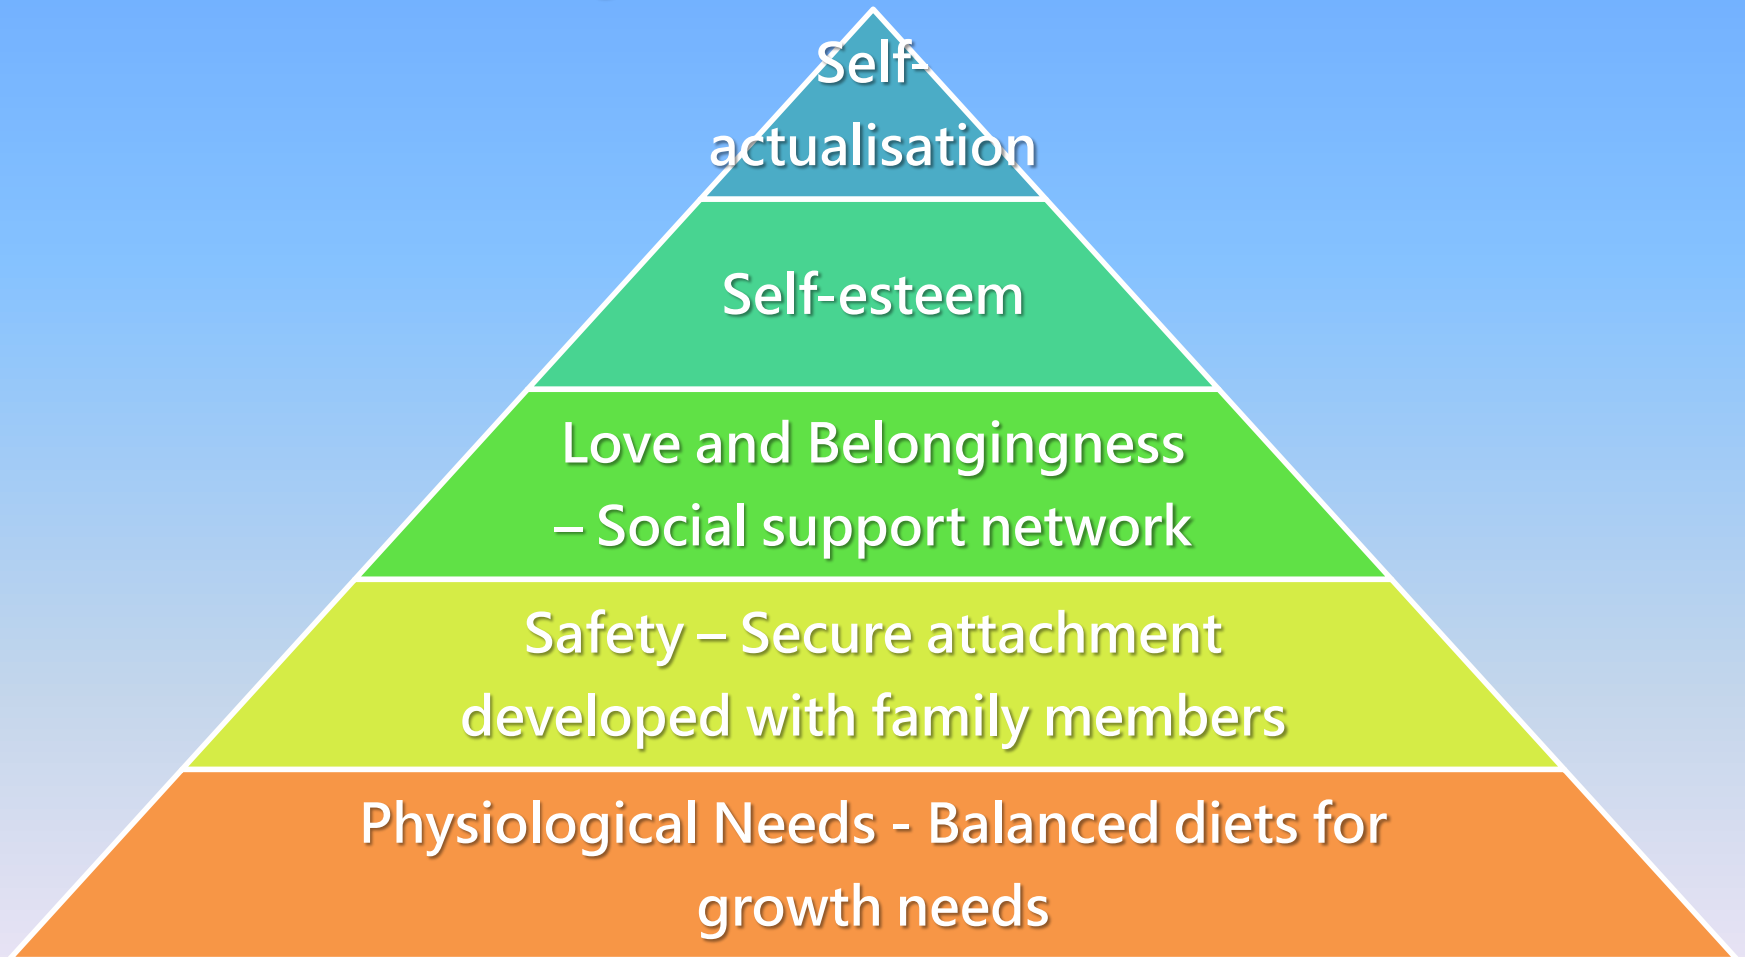 Self-
actualisation
Self-esteem
Love and Belongingness
– Social support network
Safety – Secure attachment
developed with family members
Physiological Needs - Balanced diets for
growth needs